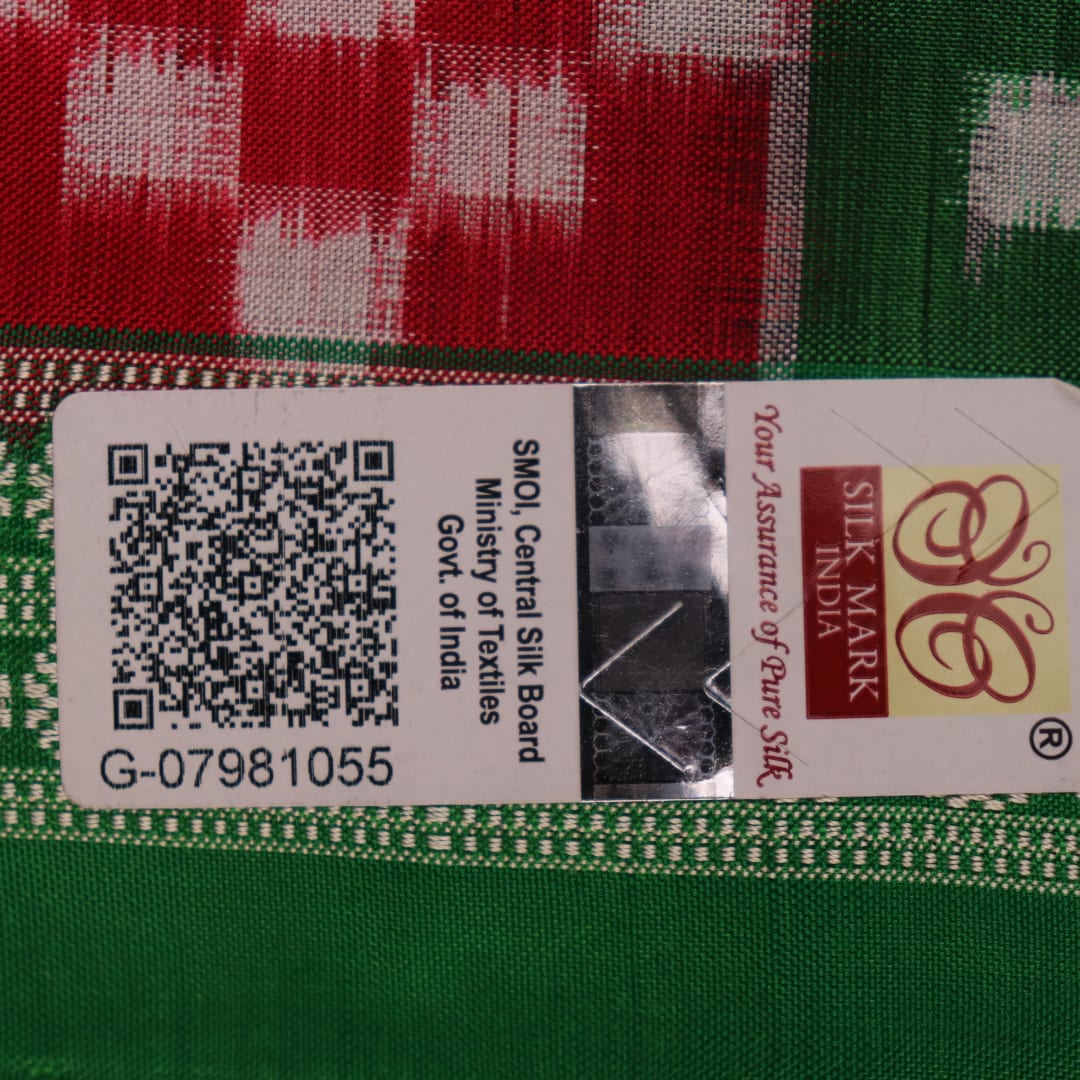 SMOI, Central Silk Board
Ministry of Textiles
Govt. of India
G-07981055
Your Assurance of Pure Silk
SILK MARK
INDIA
®